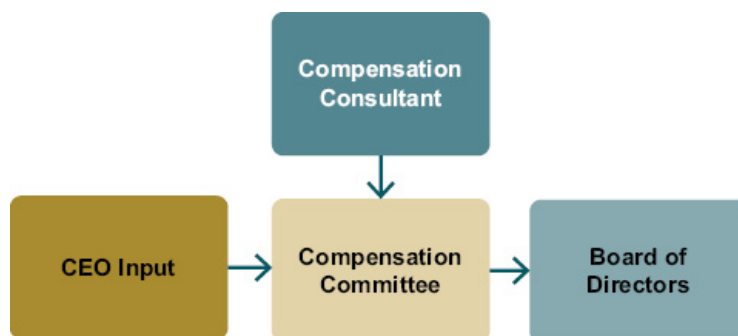 Compensation
Consultant
CEO Input
Compensation
Committee
Board of
Directors